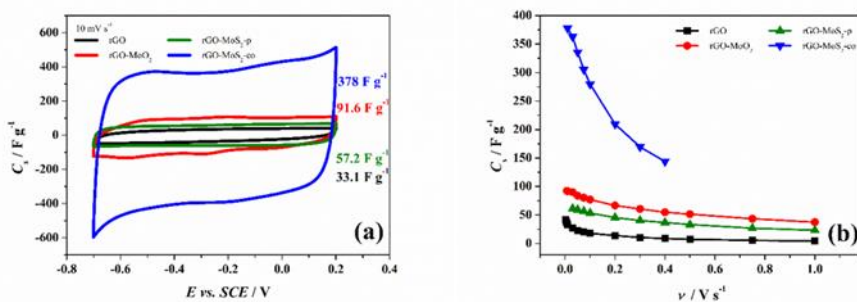 10 mV s⁻¹
rGO
rGO-MoS₂-p
rGO-MoO₂
rGO-MoS₂-co
600
400
200
0
-200
-400
-600
Cₛ / F g⁻¹
378 F g⁻¹
91.6 F g⁻¹
57.2 F g⁻¹
33.1 F g⁻¹
(a)
-0.8 -0.6 -0.4 -0.2 0.0 0.2 0.4
E vs. SCE / V
400
350
300
250
200
150
100
50
0
Cₛ / F g⁻¹
rGO
rGO-MoS₂-p
rGO-MoO₂
rGO-MoS₂-co
(b)
0.0 0.2 0.4 0.6 0.8 1.0
ν / V s⁻¹